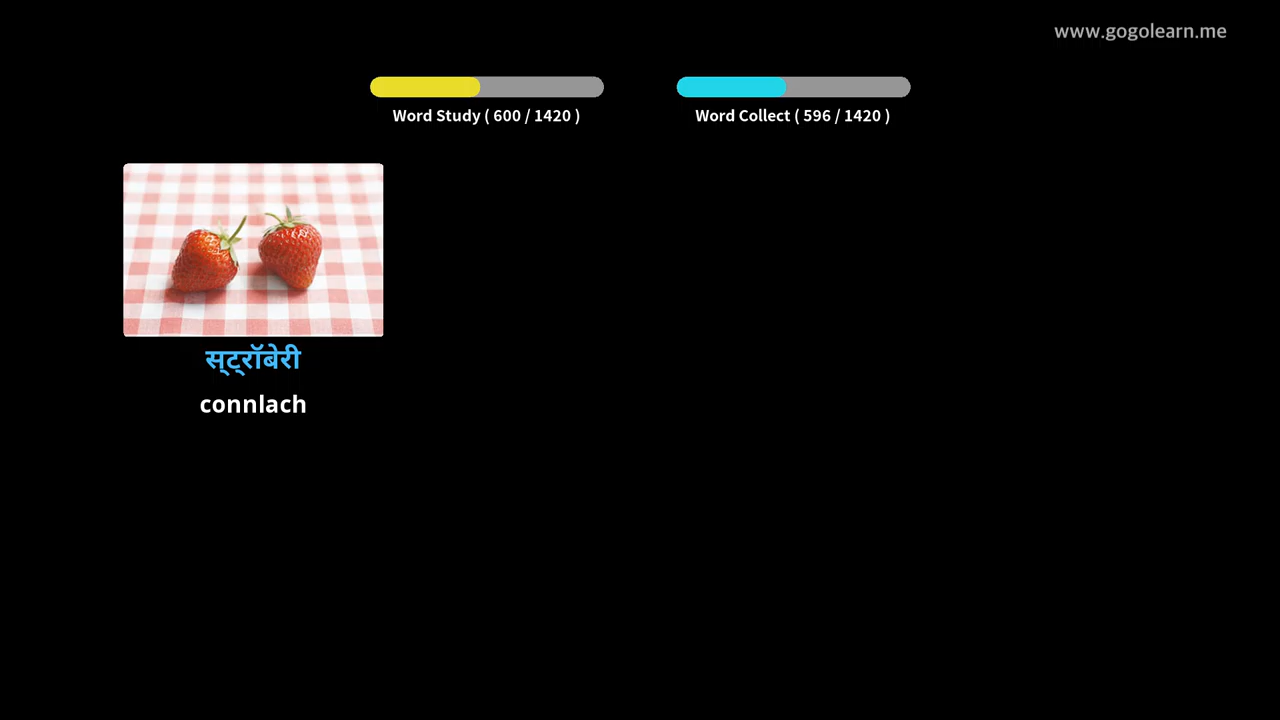 www.gogolearn.me
Word Study ( 600 / 1420 )
Word Collect ( 596 / 1420 )
स्ट्रॉबेरी
connlach